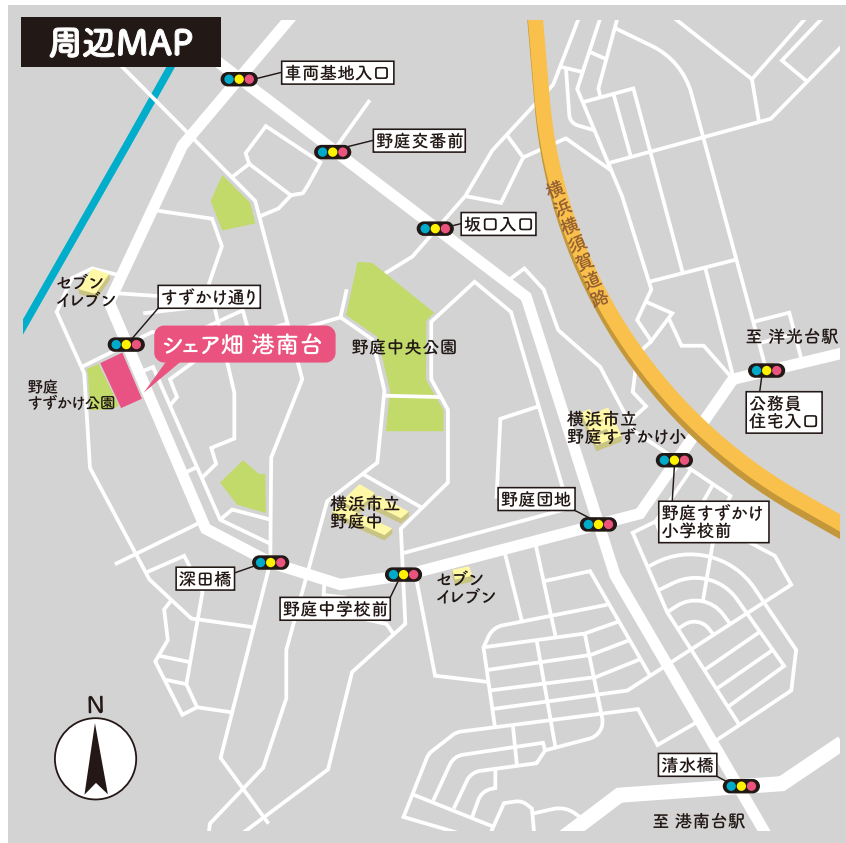 周辺MAP
車両基地入口
野庭交番前
坂口入口
横浜横須賀道路
セブン
イレブン
すずかけ通り
シェア畑 港南台
野庭中央公園
至 洋光台駅
野庭
すずかけ公園
公務員
住宅入口
横浜市立
野庭すずかけ小
横浜市立
野庭中
野庭団地
野庭すずかけ
小学校前
深田橋
野庭中学校前
セブン
イレブン
N
清水橋
至 港南台駅